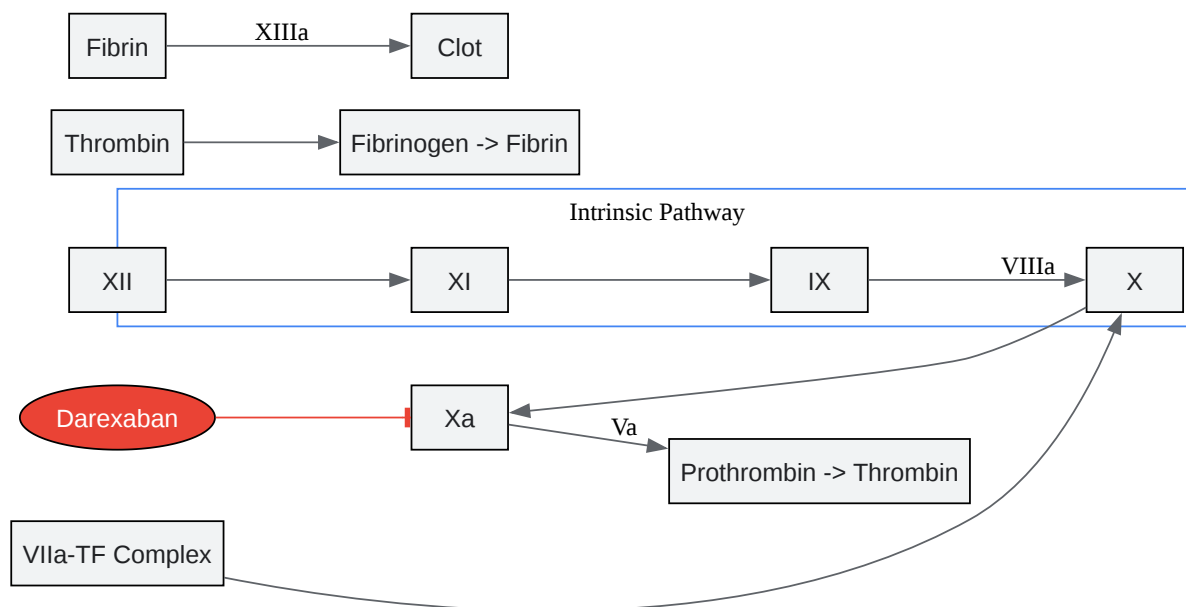 Fibrin
XIIIa
Clot
Thrombin
Fibrinogen -> Fibrin
Intrinsic Pathway
XII
XI
IX
VIIIa
X
Darexaban
Xa
Va
Prothrombin -> Thrombin
VIIa-TF Complex